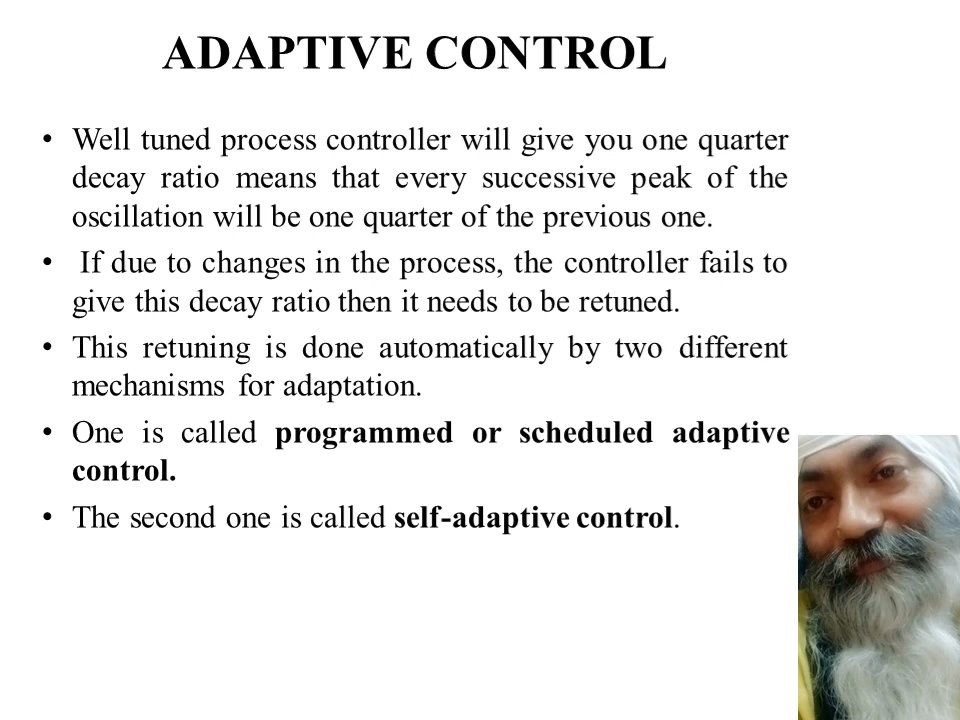 ADAPTIVE CONTROL
• Well tuned process controller will give you one quarter
decay ratio means that every successive peak of the
oscillation will be one quarter of the previous one.
• If due to changes in the process, the controller fails to
give this decay ratio then it needs to be retuned.
• This retuning is done automatically by two different
mechanisms for adaptation.
• One is called programmed or scheduled adaptive
control.
• The second one is called self-adaptive control.